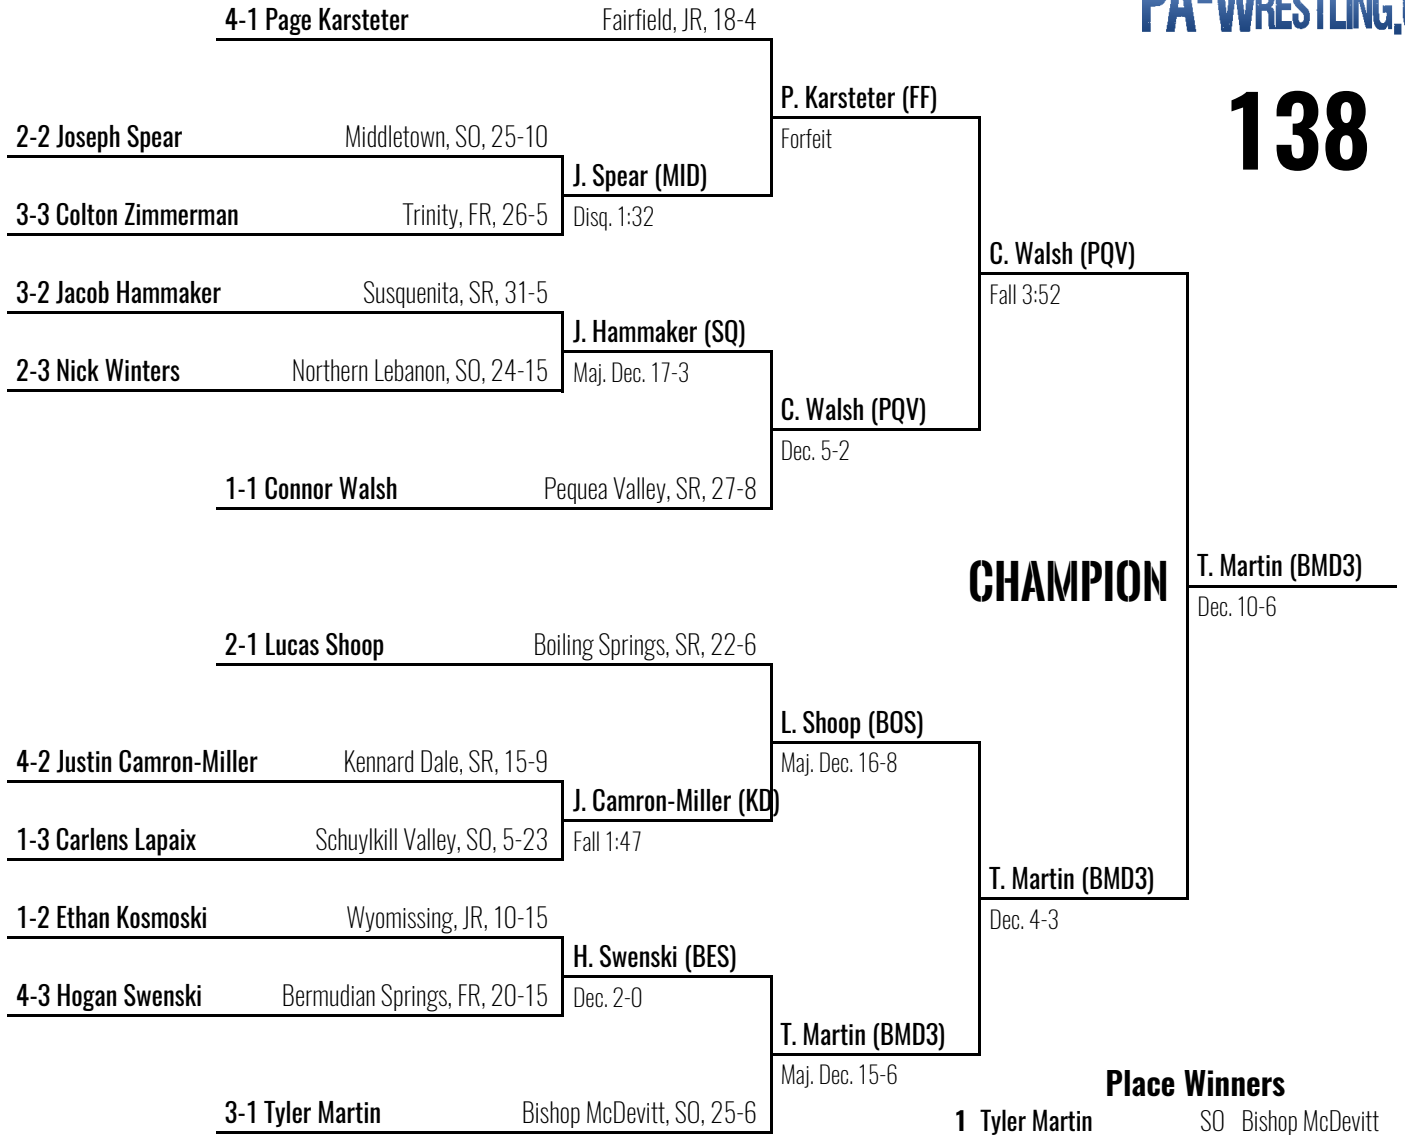 4-1 Page Karsteter Fairfield, JR, 18-4
PA-WRESTLING.
138
P. Karsteter (FF)
Forfeit
2-2 Joseph Spear Middletown, SO, 25-10
J. Spear (MID)
Disq. 1:32
3-3 Colton Zimmerman Trinity, FR, 26-5
C. Walsh (PQV)
Fall 3:52
3-2 Jacob Hammaker Susquenita, SR, 31-5
J. Hammaker (SQ)
Maj. Dec. 17-3
2-3 Nick Winters Northern Lebanon, SO, 24-15
C. Walsh (PQV)
Dec. 5-2
1-1 Connor Walsh Pequea Valley, SR, 27-8
CHAMPION
T. Martin (BMD3)
Dec. 10-6
2-1 Lucas Shoop Boiling Springs, SR, 22-6
L. Shoop (BOS)
Maj. Dec. 16-8
4-2 Justin Camron-Miller Kennard Dale, SR, 15-9
J. Camron-Miller (KD)
Fall 1:47
1-3 Carlens Lapaix Schuylkill Valley, SO, 5-23
T. Martin (BMD3)
Dec. 4-3
1-2 Ethan Kosmoski Wyomissing, JR, 10-15
H. Swenski (BES)
Dec. 2-0
4-3 Hogan Swenski Bermudian Springs, FR, 20-15
T. Martin (BMD3)
Maj. Dec. 15-6
3-1 Tyler Martin Bishop McDevitt, SO, 25-6
Place Winners
1 Tyler Martin SO Bishop McDevitt